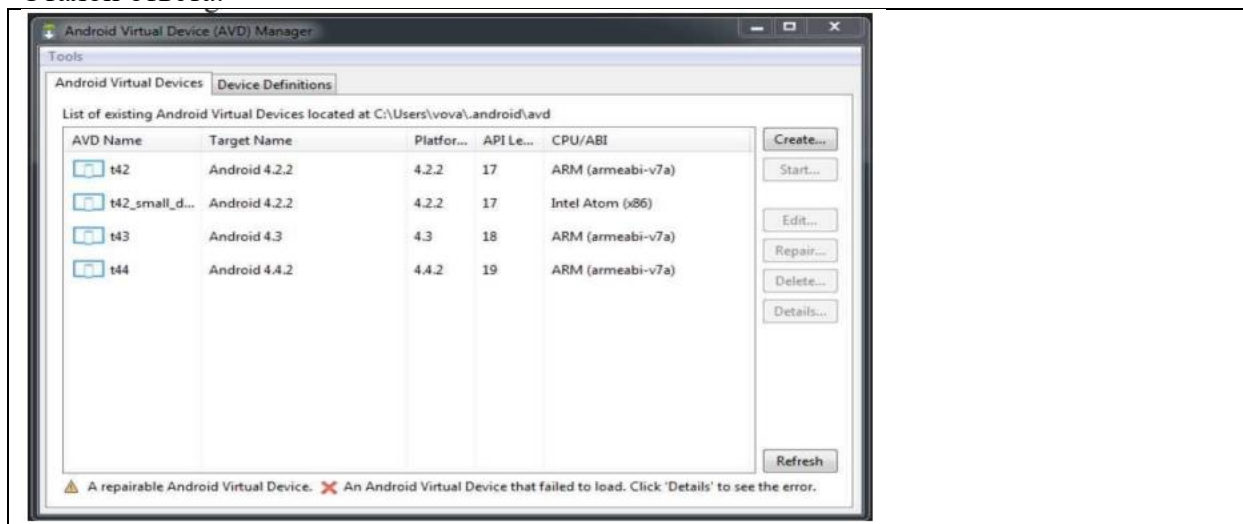 Android Virtual Device (AVD) Manager
Tools
Android Virtual Devices Device Definitions
List of existing Android Virtual Devices located at C:\Users\vova\.android\avd
AVD Name Target Name Platfor... API Le... CPU/ABI Create...
t42 Android 4.2.2 4.2.2 17 ARM (armeabi-v7a) Start...
t42_small_d... Android 4.2.2 4.2.2 17 Intel Atom (x86)
Edit...
t43 Android 4.3 4.3 18 ARM (armeabi-v7a)
Repair...
t44 Android 4.4.2 4.4.2 19 ARM (armeabi-v7a)
Delete...
Details...
Refresh
A repairable Android Virtual Device. An Android Virtual Device that failed to load. Click 'Details' to see the error.